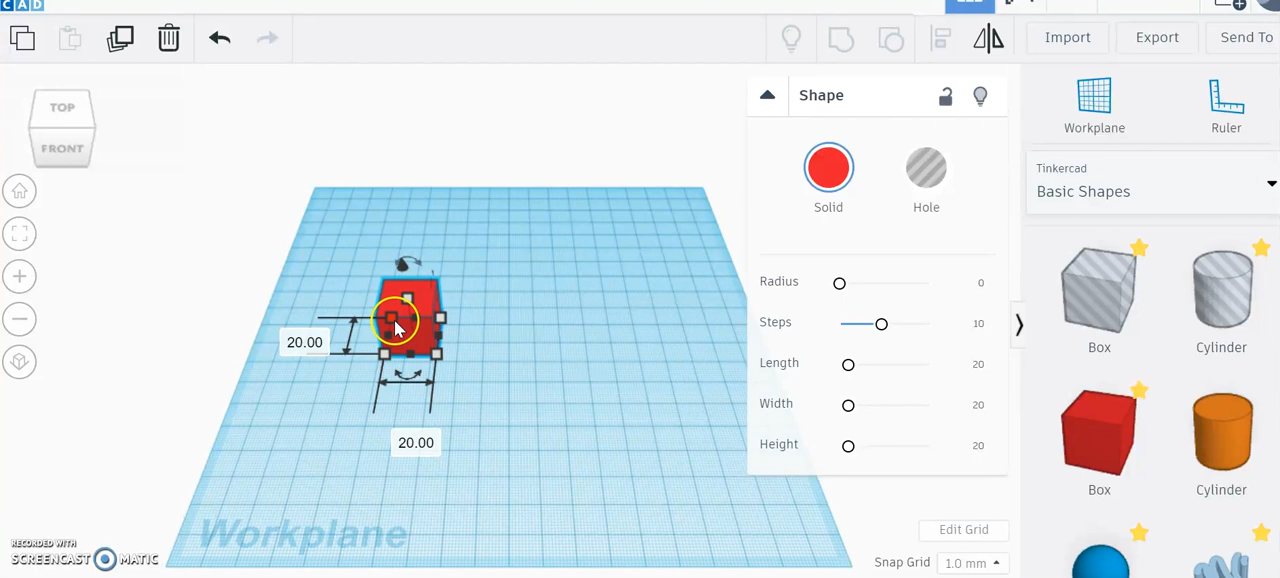 CAD
Import
Export
Send To
TOP
FRONT
Shape
Solid
Hole
Radius 0
Steps 10
Length 20
Width 20
Height 20
Workplane
Ruler
Tinkercad
Basic Shapes
Box
Cylinder
Box
Cylinder
20.00
20.00
Workplane
Edit Grid
Snap Grid 1.0 mm
RECORDED WITH
SCREENCAST MATIC